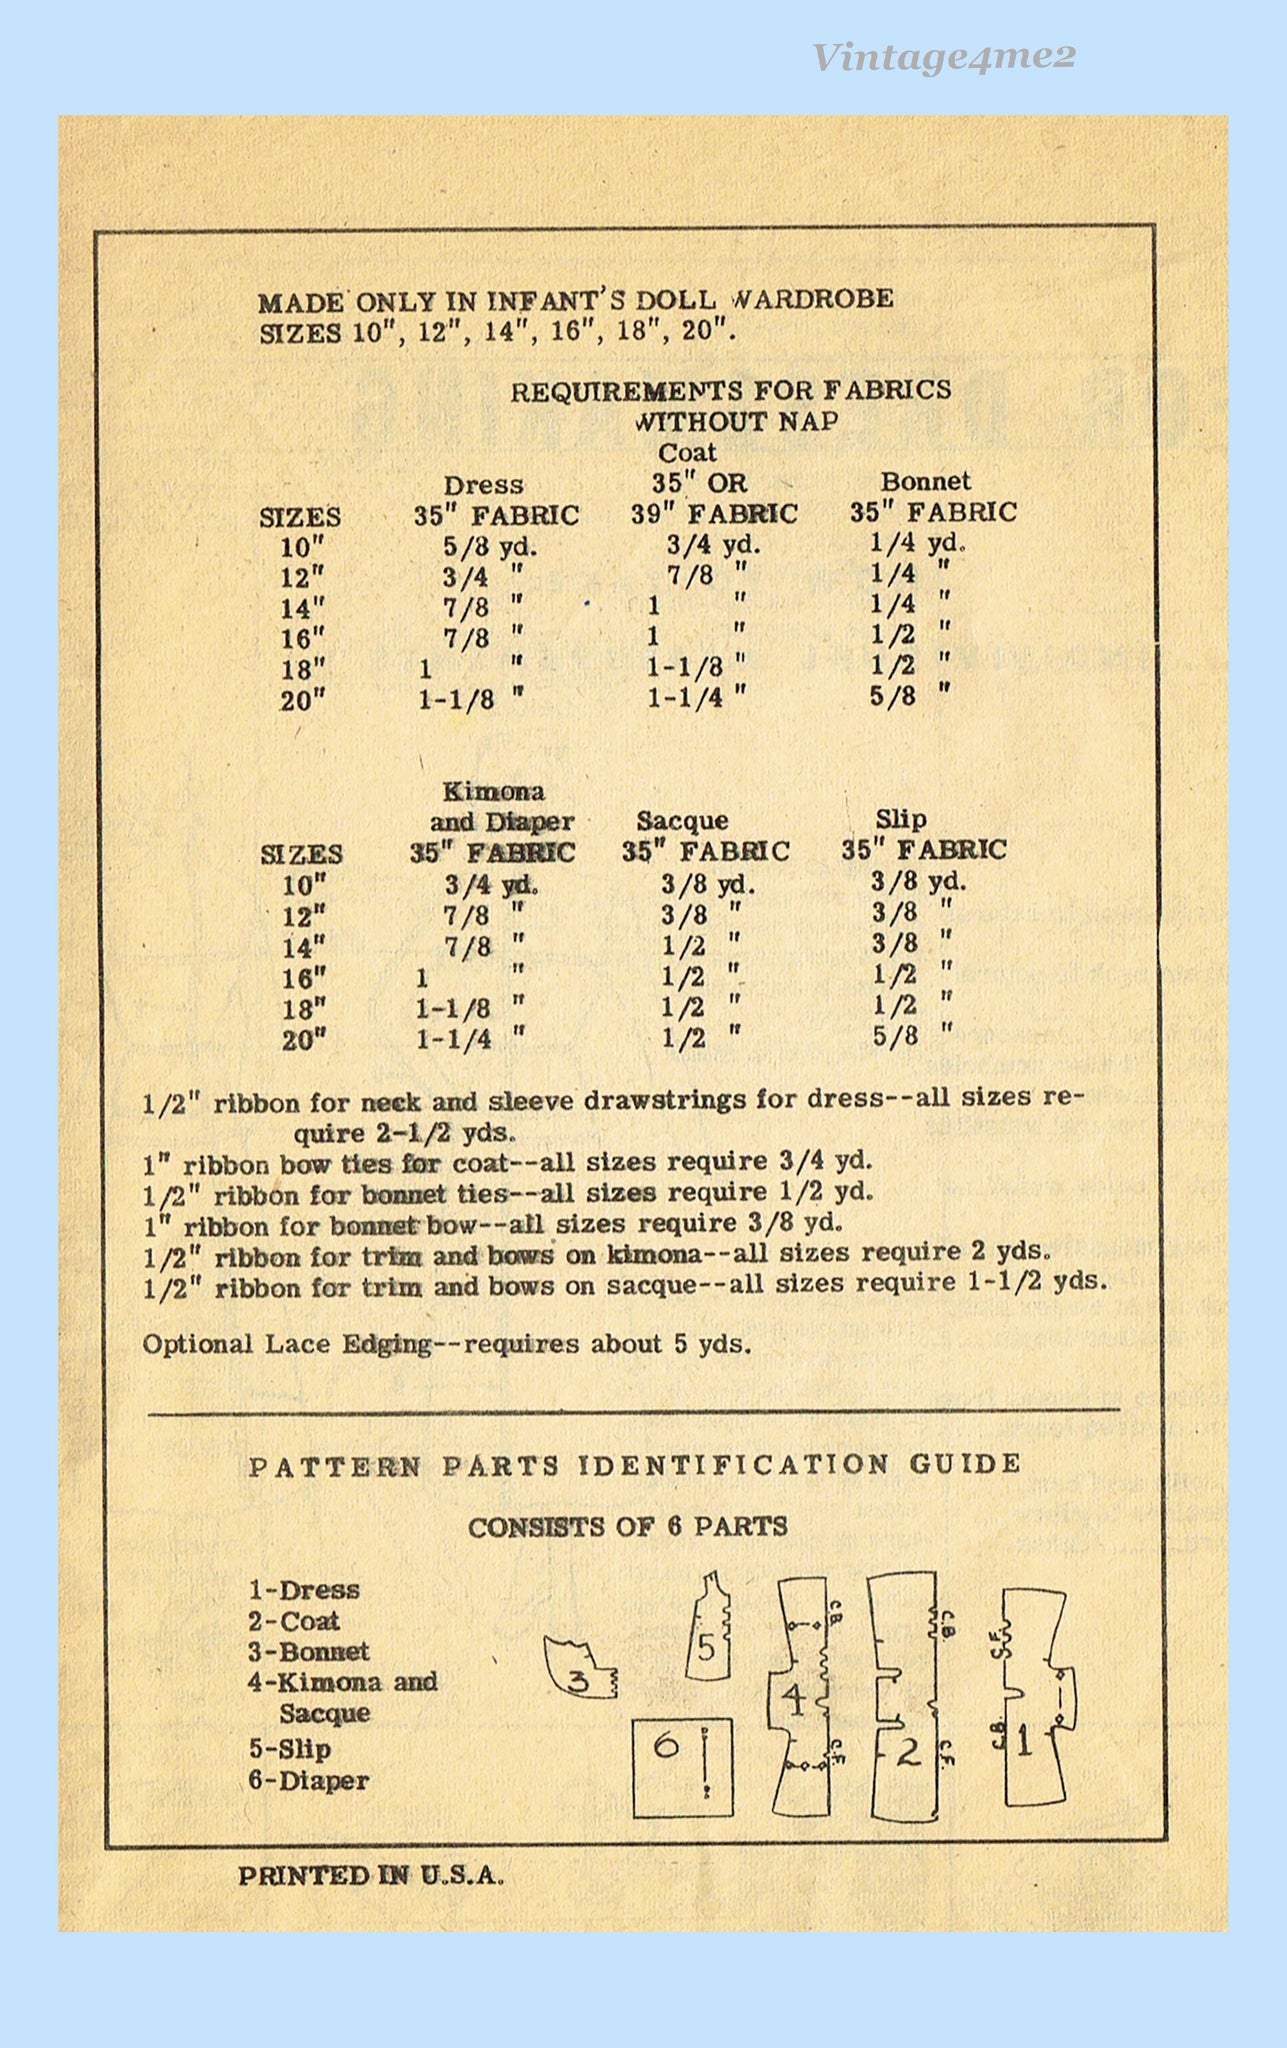 Vintage4me2
MADE ONLY IN INFANT'S DOLL WARDROBE
SIZES 10", 12", 14", 16", 18", 20".
REQUIREMENTS FOR FABRICS
WITHOUT NAP
Coat
Dress 35" OR Bonnet
SIZES 35" FABRIC 39" FABRIC 35" FABRIC
10" 5/8 yd. 3/4 yd. 1/4 yd.
12" 3/4 " 7/8 " 1/4 "
14" 7/8 " 1 " 1/4 "
16" 7/8 " 1 " 1/2 "
18" 1 " 1-1/8 " 1/2 "
20" 1-1/8 " 1-1/4 " 5/8 "
Kimona
and Diaper Sacque Slip
SIZES 35" FABRIC 35" FABRIC 35" FABRIC
10" 3/4 yd. 3/8 yd. 3/8 yd.
12" 7/8 " 3/8 " 3/8 "
14" 7/8 " 1/2 " 3/8 "
16" 1 " 1/2 " 1/2 "
18" 1-1/8 " 1/2 " 1/2 "
20" 1-1/4 " 1/2 " 5/8 "
1/2" ribbon for neck and sleeve drawstrings for dress--all sizes re-
quire 2-1/2 yds.
1" ribbon bow ties for coat--all sizes require 3/4 yd.
1/2" ribbon for bonnet ties--all sizes require 1/2 yd.
1" ribbon for bonnet bow--all sizes require 3/8 yd.
1/2" ribbon for trim and bows on kimona--all sizes require 2 yds.
1/2" ribbon for trim and bows on sacque--all sizes require 1-1/2 yds.
Optional Lace Edging--requires about 5 yds.
PATTERN PARTS IDENTIFICATION GUIDE
CONSISTS OF 6 PARTS
1-Dress
2-Coat
3-Bonnet
4-Kimona and
Sacque
5-Slip
6-Diaper
3
5
6
C.B.
4
C.F.
C.B.
2
C.F.
C.F.
C.B.
1
PRINTED IN U.S.A.